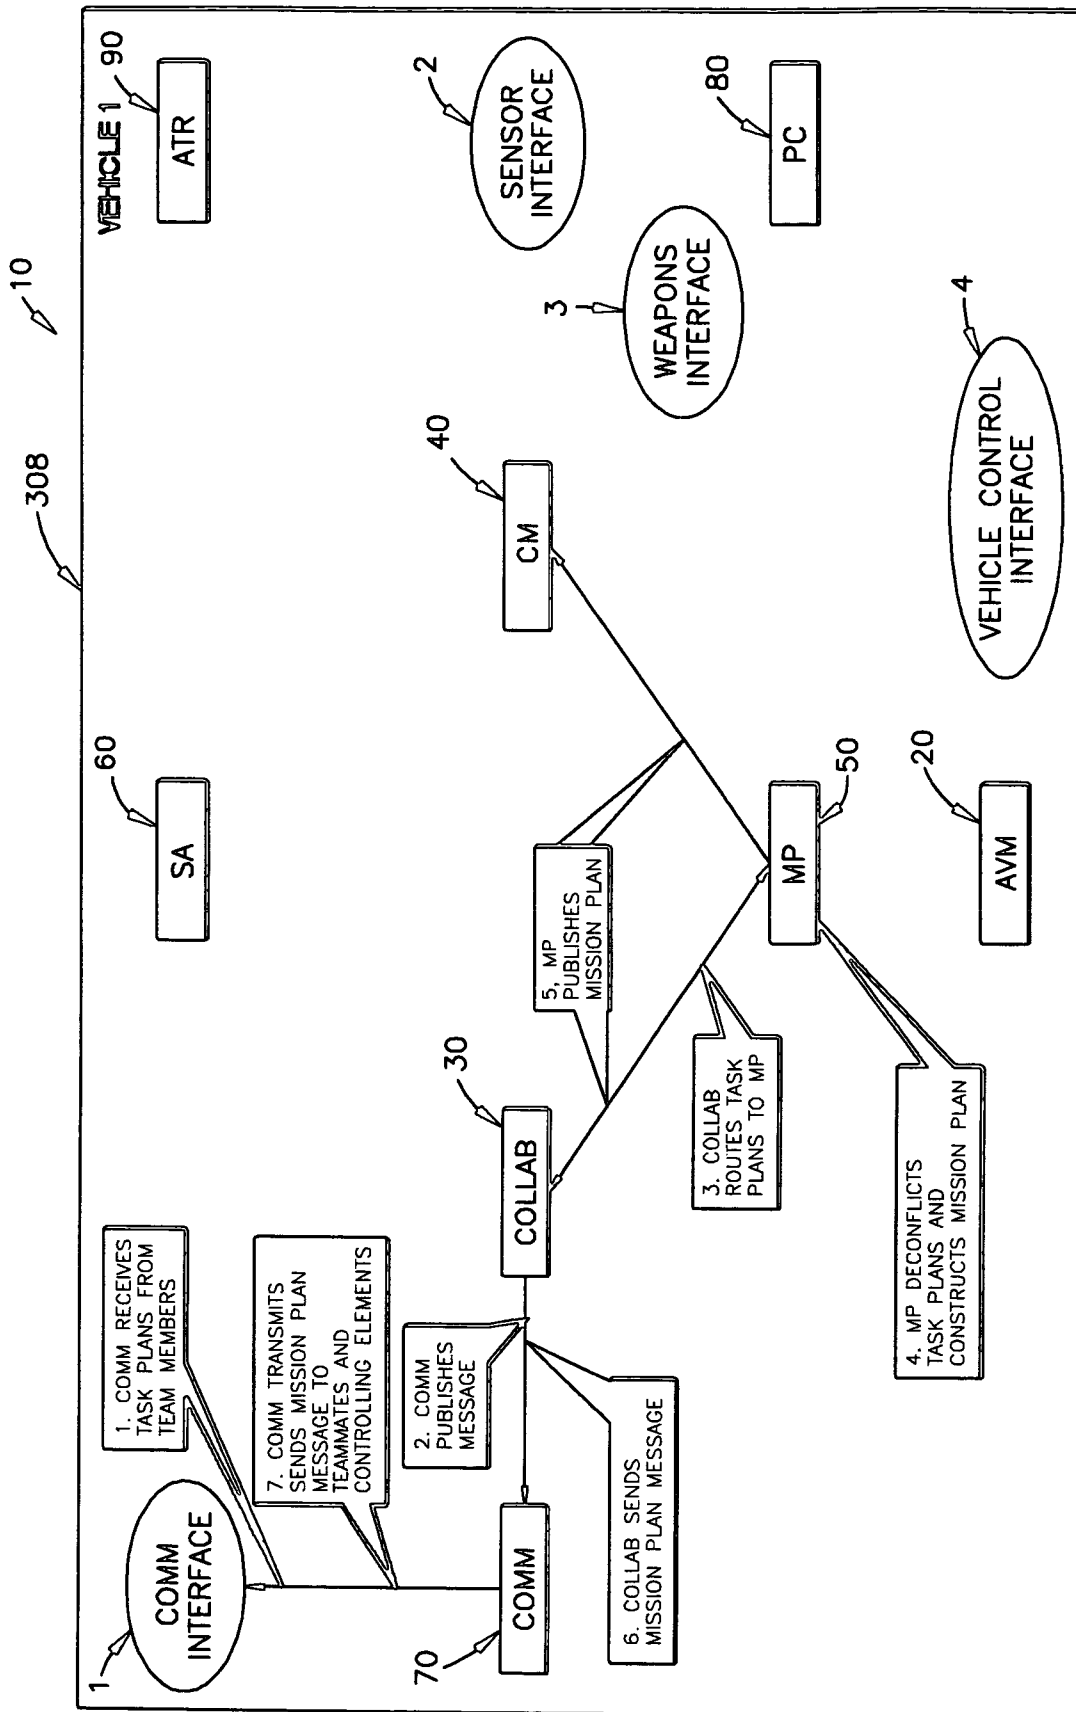 10
308
VEHICLE 1
90
ATR
60
SA
1
COMM
INTERFACE
1. COMM RECEIVES
TASK PLANS FROM
TEAM MEMBERS
7. COMM TRANSMITS
SENDS MISSION PLAN
MESSAGE TO
TEAMMATES AND
CONTROLLING ELEMENTS
2. COMM
PUBLISHES
MESSAGE
70
COMM
30
COLLAB
40
CM
2
SENSOR
INTERFACE
3
WEAPONS
INTERFACE
5, MP
PUBLISHES
MISSION PLAN
6. COLLAB SENDS
MISSION PLAN MESSAGE
3. COLLAB
ROUTES TASK
PLANS TO MP
MP
50
80
PC
4. MP DECONFLICTS
TASK PLANS AND
CONSTRUCTS MISSION PLAN
20
AVM
4
VEHICLE CONTROL
INTERFACE